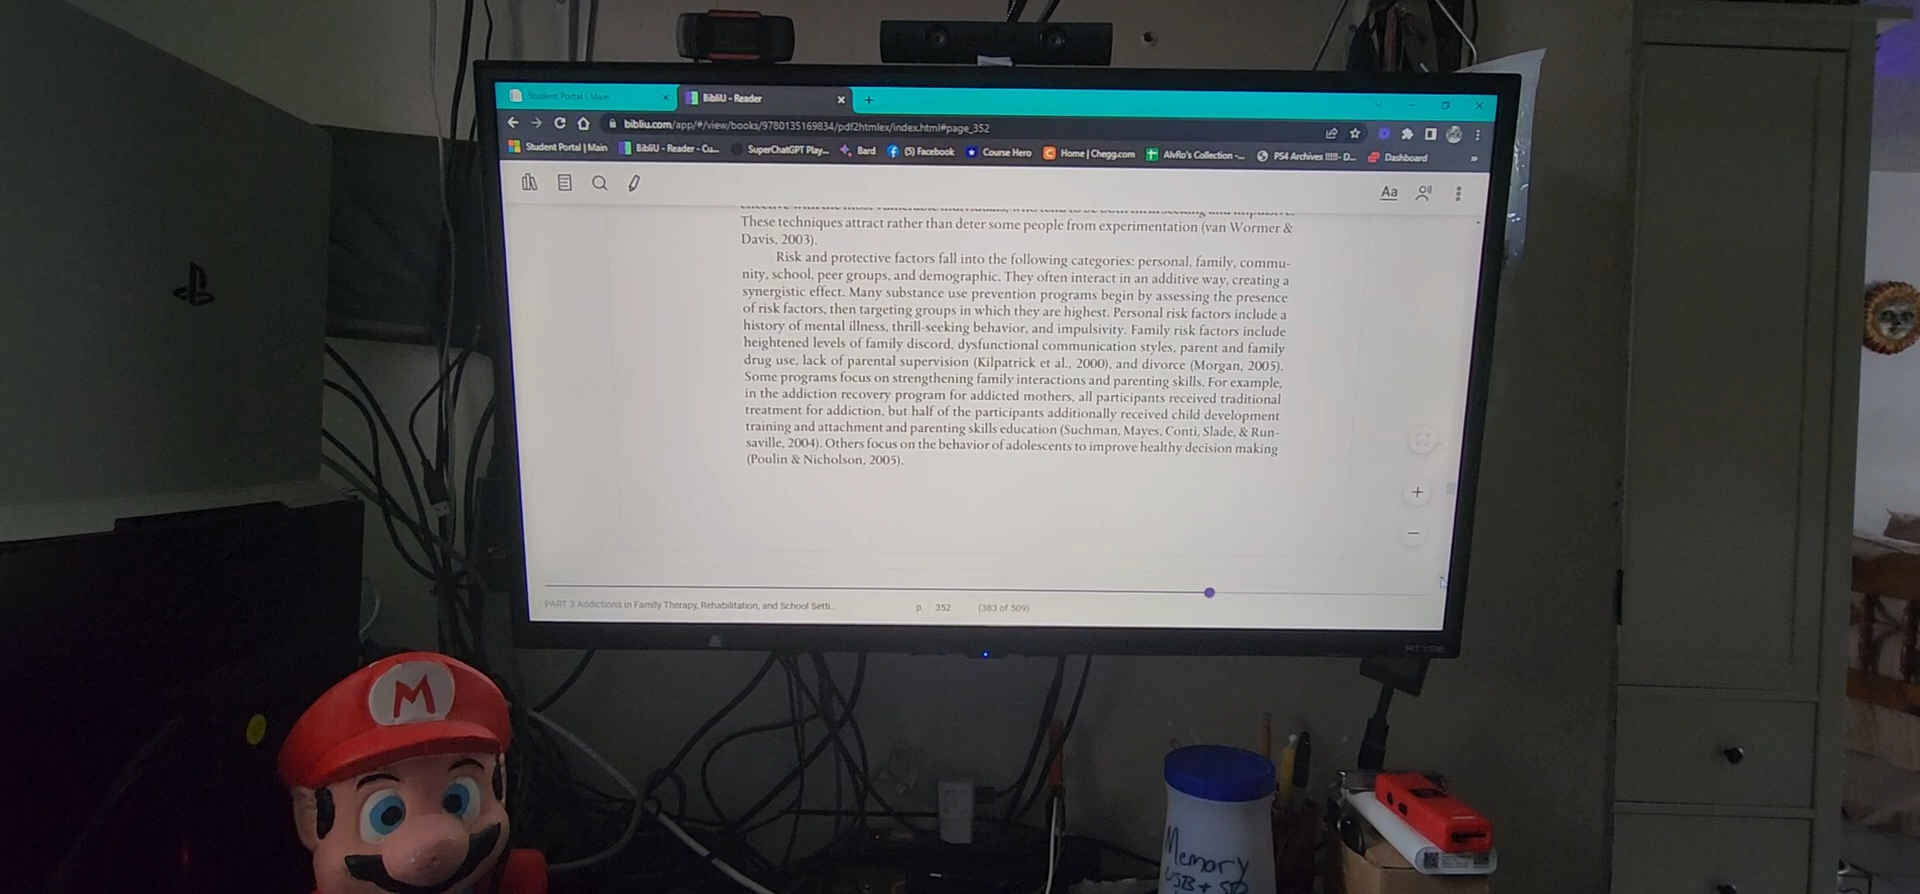 Student Portal | Main
BibliU - Reader
bibliu.com/app/#/view/books/9780135169834/pdf2htmlex/index.html#page_352
Student Portal | Main
BibliU - Reader - Cu...
SuperChatGPT Play...
Bard
(5) Facebook
Course Hero
Home | Chegg.com
AlvRo's Collection -...
PS4 Archives !!!!!- D...
Dashboard
»
Aa
These techniques attract rather than deter some people from experimentation (van Wormer &
Davis, 2003).
Risk and protective factors fall into the following categories: personal, family, commu-
nity, school, peer groups, and demographic. They often interact in an additive way, creating a
synergistic effect. Many substance use prevention programs begin by assessing the presence
of risk factors, then targeting groups in which they are highest. Personal risk factors include a
history of mental illness, thrill-seeking behavior, and impulsivity. Family risk factors include
heightened levels of family discord, dysfunctional communication styles, parent and family
drug use, lack of parental supervision (Kilpatrick et al., 2000), and divorce (Morgan, 2005).
Some programs focus on strengthening family interactions and parenting skills. For example,
in the addiction recovery program for addicted mothers, all participants received traditional
treatment for addiction, but half of the participants additionally received child development
training and attachment and parenting skills education (Suchman, Mayes, Conti, Slade, & Run-
saville, 2004). Others focus on the behavior of adolescents to improve healthy decision making
(Poulin & Nicholson, 2005).
PART 3 Addictions in Family Therapy, Rehabilitation, and School Setti...
p. 352 (383 of 509)
M
Memory
USB + SD